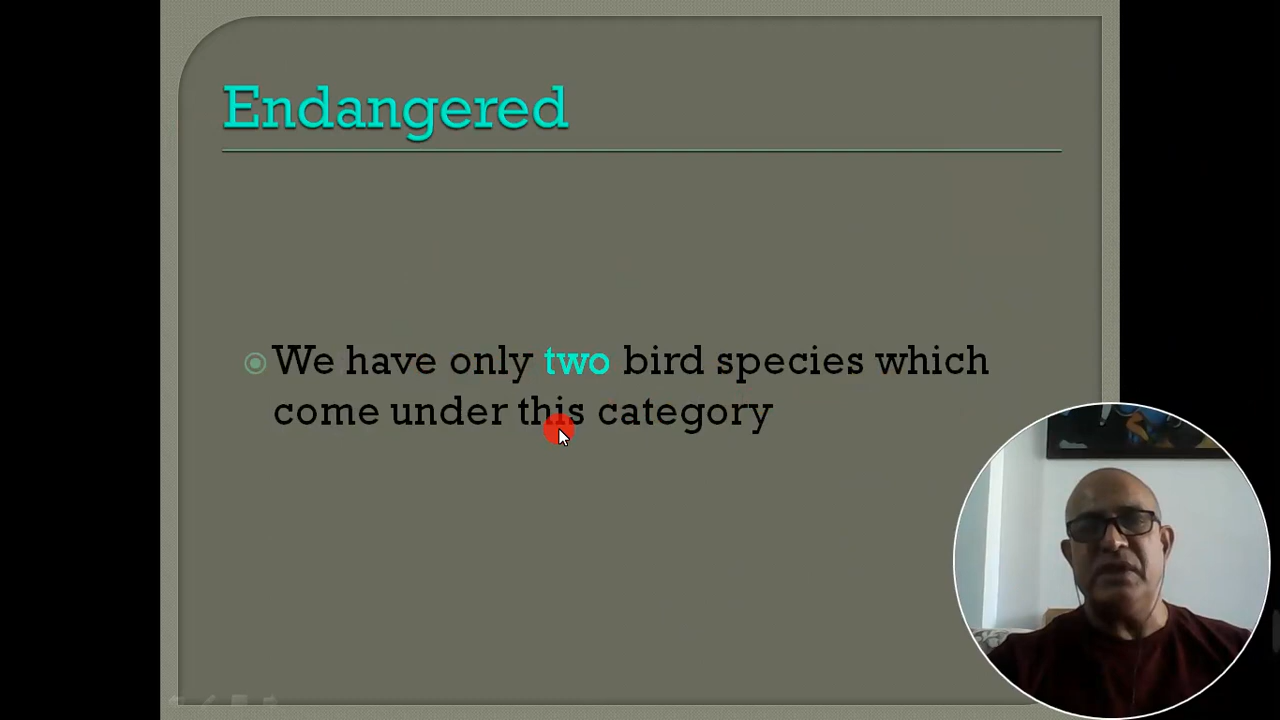 Endangered
We have only two bird species which
come under this category